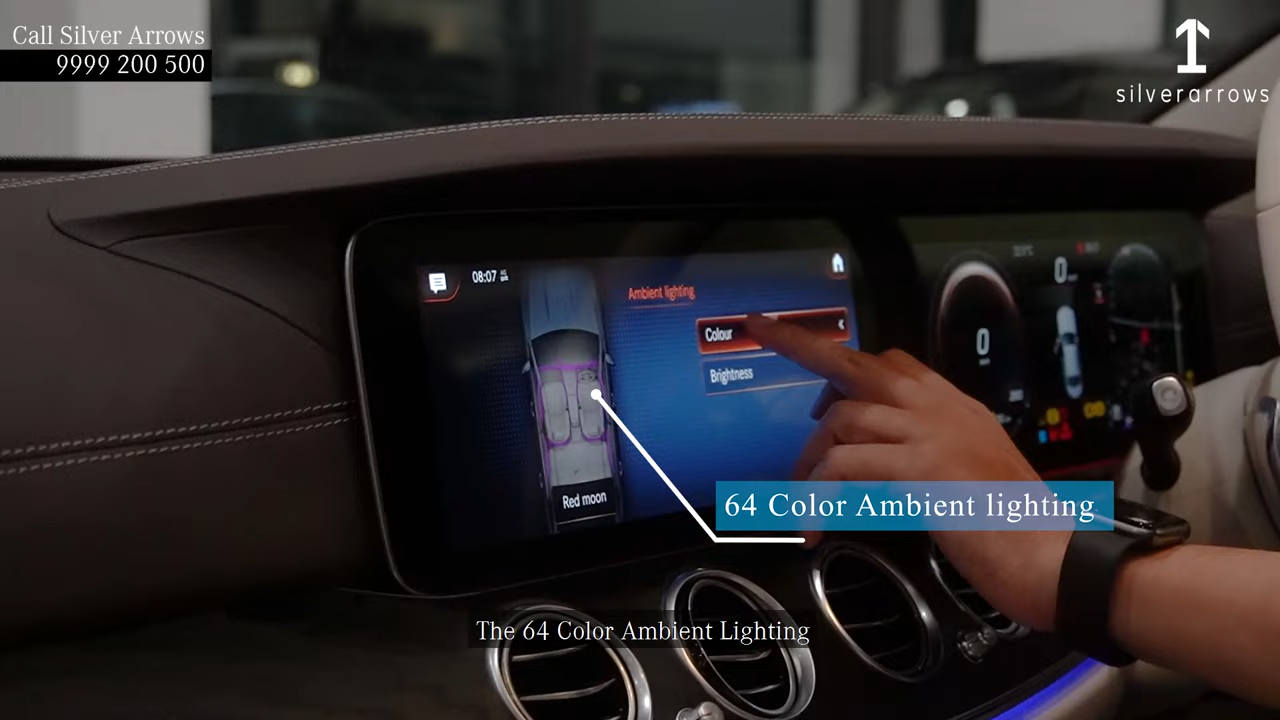 Call Silver Arrows
9999 200 500
silverarrows
08:07
Ambient lighting
Colour
Brightness
Red moon
0
0
64 Color Ambient lighting
The 64 Color Ambient Lighting